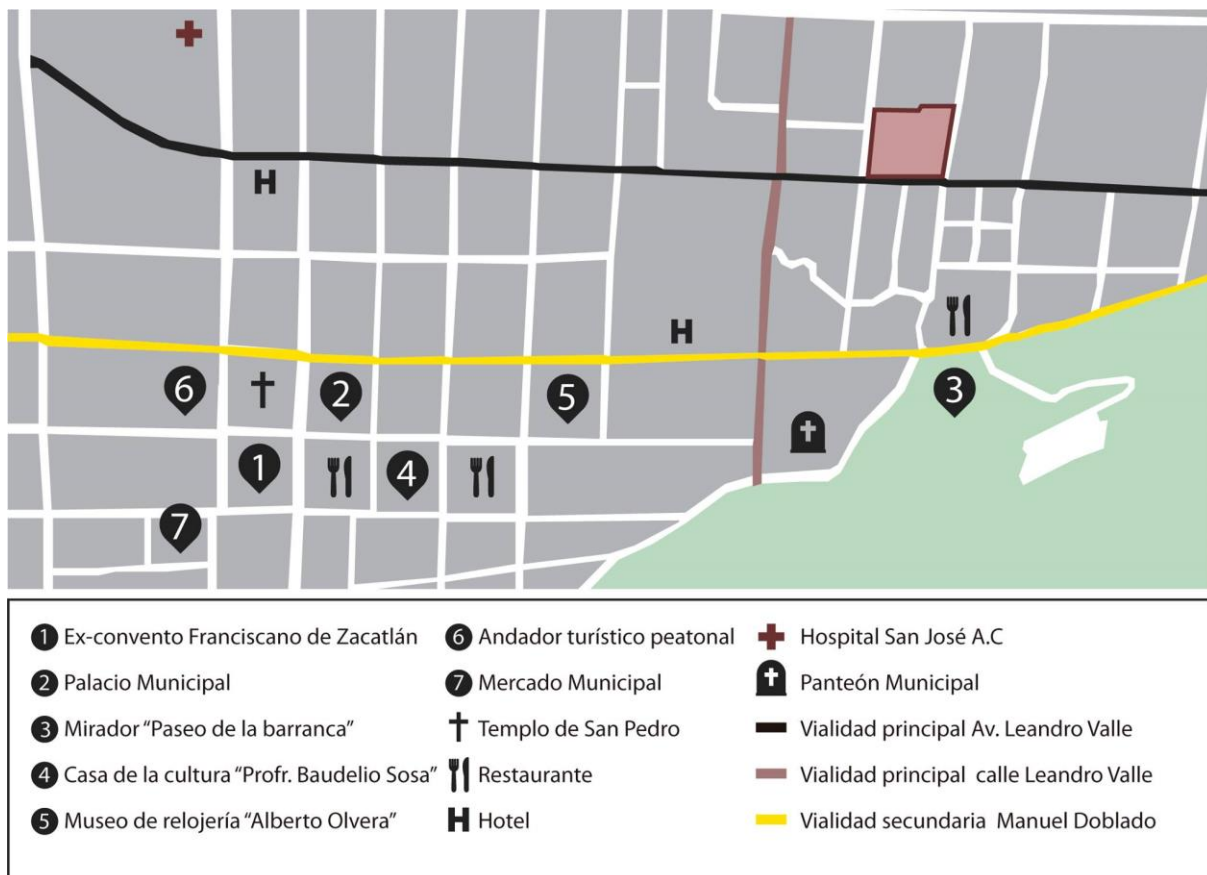 H
H
6
2
5
3
1
4
7
1 Ex-convento Franciscano de Zacatlán
2 Palacio Municipal
3 Mirador “Paseo de la barranca”
4 Casa de la cultura “Profr. Baudelio Sosa”
5 Museo de relojería “Alberto Olvera”
6 Andador turístico peatonal
7 Mercado Municipal
Templo de San Pedro
Restaurante
H Hotel
Hospital San José A.C
Panteón Municipal
Vialidad principal Av. Leandro Valle
Vialidad principal calle Leandro Valle
Vialidad secundaria Manuel Doblado